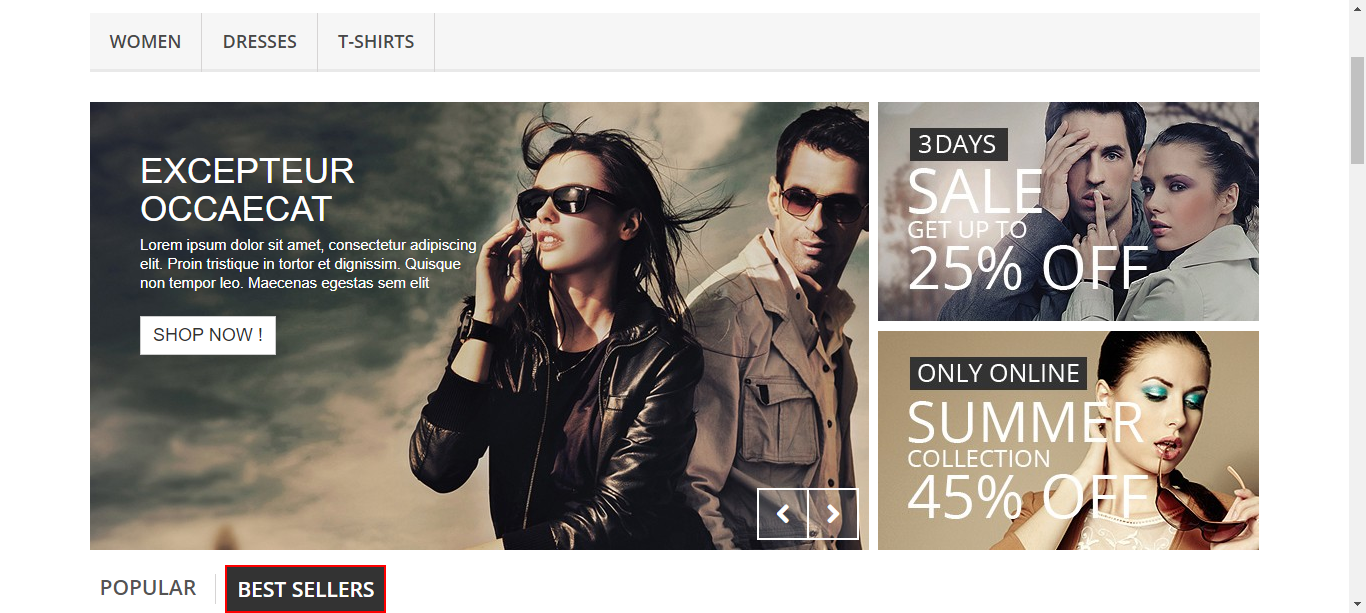 WOMEN DRESSES T-SHIRTS
EXCEPTEUR
OCCAECAT
Lorem ipsum dolor sit amet, consectetur adipiscing
elit. Proin tristique in tortor et dignissim. Quisque
non tempor leo. Maecenas egestas sem elit
SHOP NOW !
3 DAYS
SALE
GET UP TO
25% OFF
ONLY ONLINE
SUMMER
COLLECTION
45% OFF
POPULAR BEST SELLERS